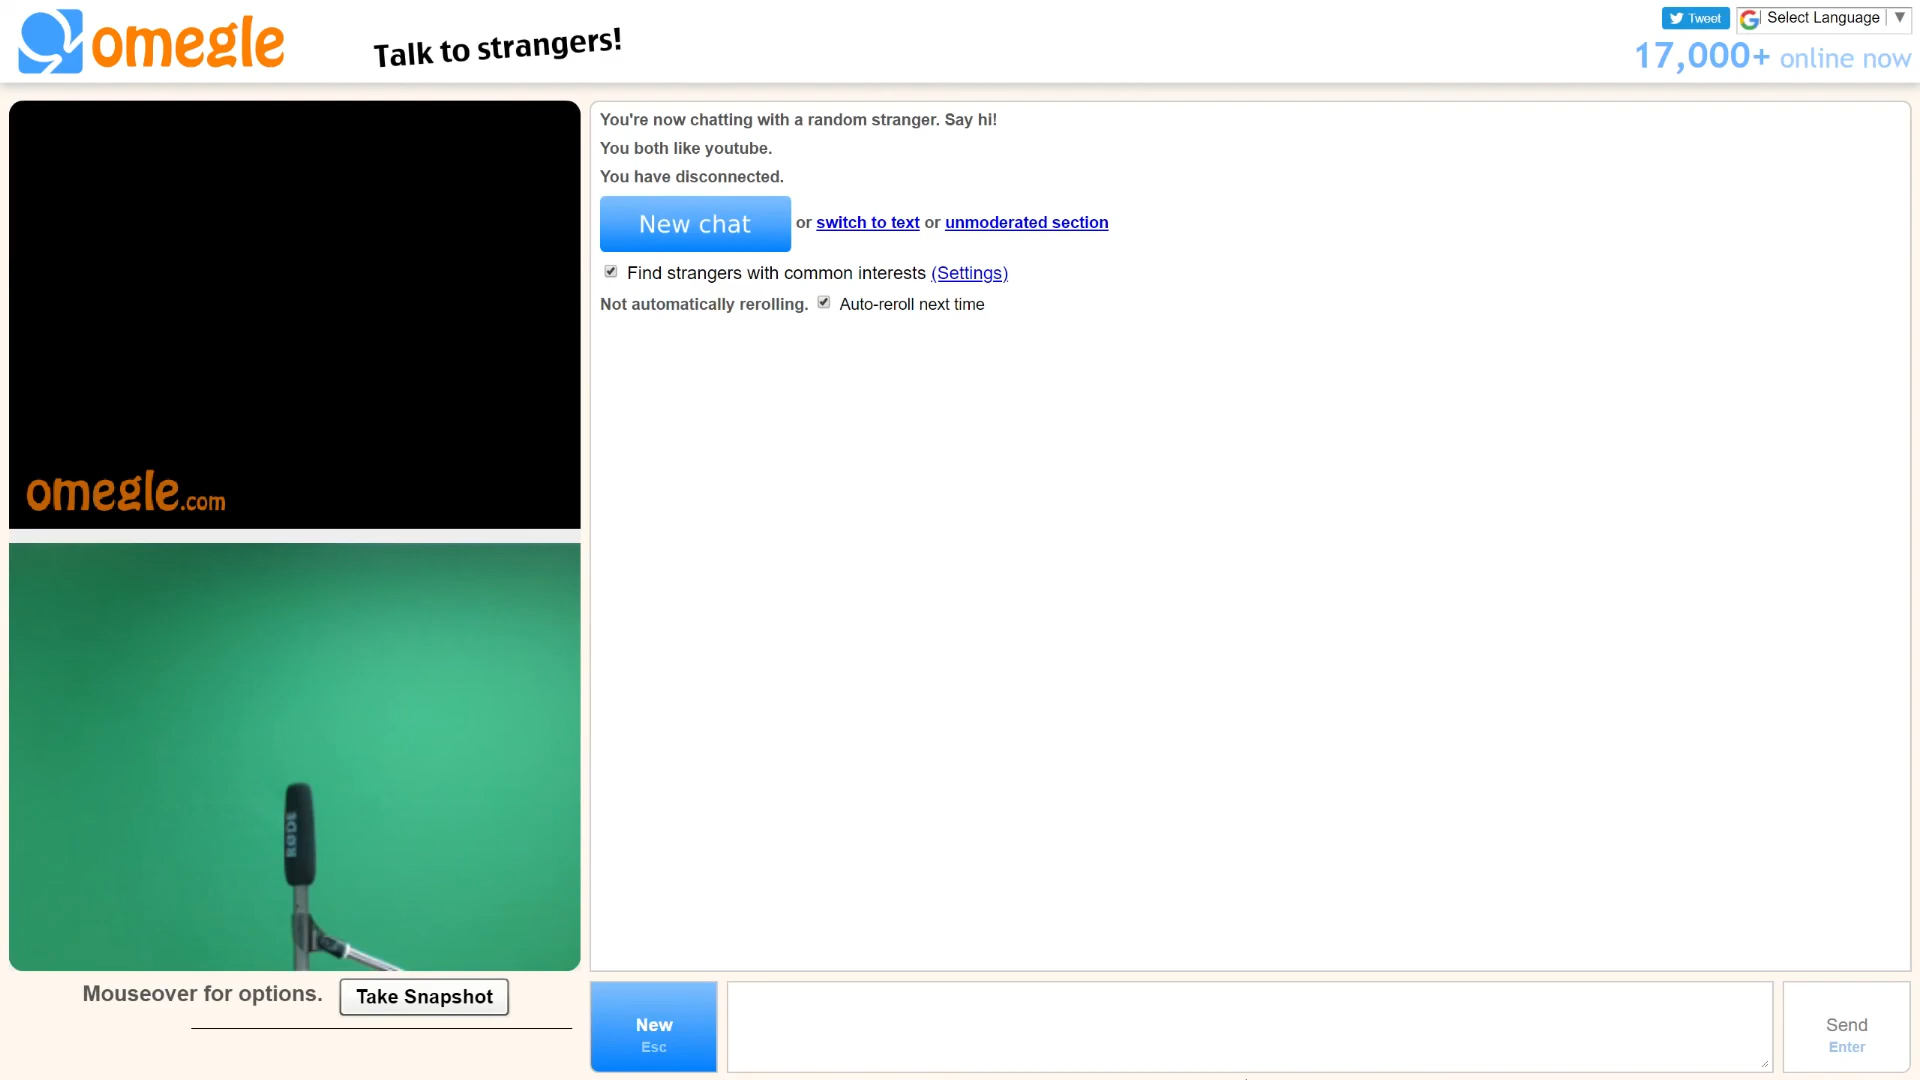 omegle
Talk to strangers!
Tweet
Select Language ▼
17,000+ online now
You're now chatting with a random stranger. Say hi!
You both like youtube.
You have disconnected.
New chat or switch to text or unmoderated section
Find strangers with common interests (Settings)
Not automatically rerolling. Auto-reroll next time
omegle.com
RODE
Mouseover for options. Take Snapshot
New
Esc
Send
Enter